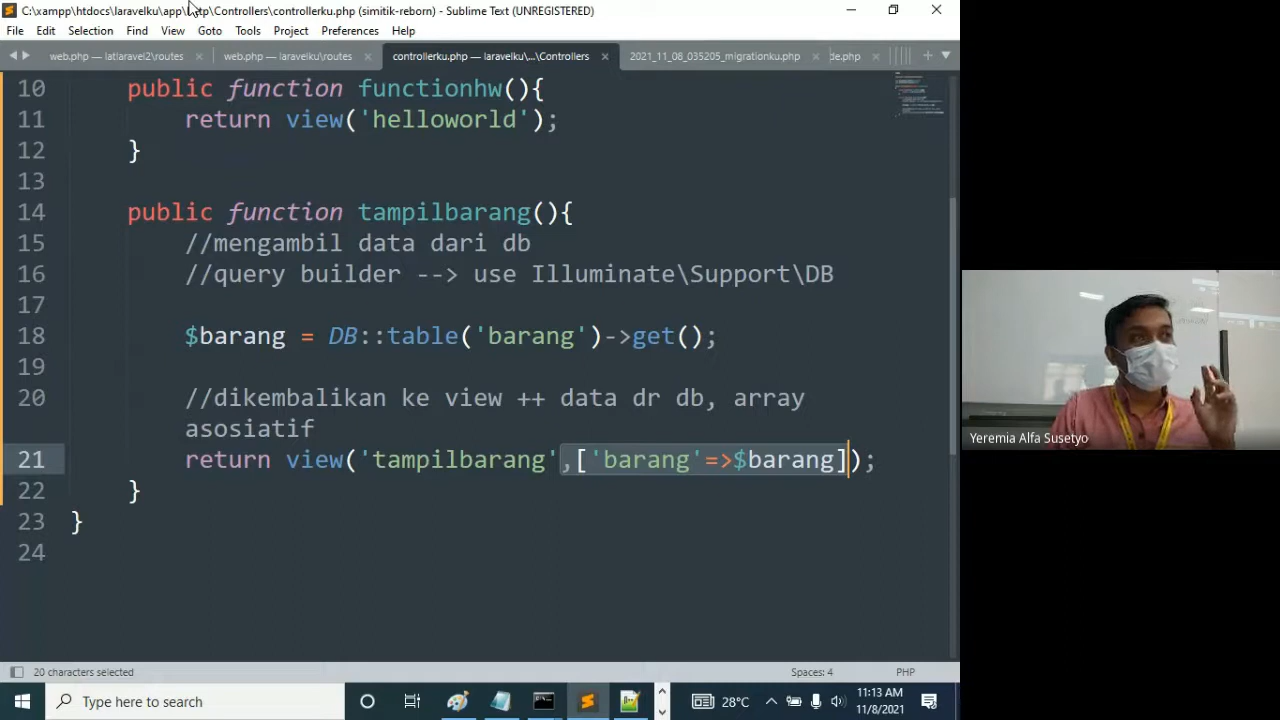 C:\xampp\htdocs\laravelku\app\Http\Controllers\controllerku.php (simitik-reborn) - Sublime Text (UNREGISTERED)
File Edit Selection Find View Goto Tools Project Preferences Help
web.php — latlaravel2\routes
web.php — laravelku\routes
controllerku.php — laravelku\...\Controllers
2021_11_08_035205_migrationku.php
de.php
10 public function functionhw(){
11 return view('helloworld');
12 }
13
14 public function tampilbarang(){
15 //mengambil data dari db
16 //query builder --> use Illuminate\Support\DB
17
18 $barang = DB::table('barang')->get();
19
20 //dikembalikan ke view ++ data dr db, array
asosiatif
21 return view('tampilbarang',['barang'=>$barang]);
22 }
23 }
24
Yeremia Alfa Susetyo
20 characters selected
Spaces: 4
PHP
Type here to search
28°C
11:13 AM
11/8/2021